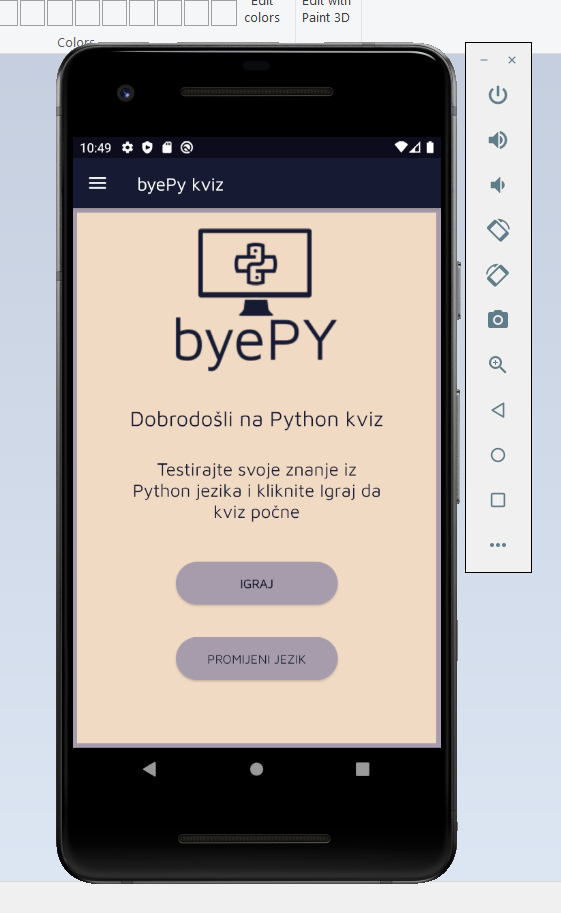 Edit
colors
Edit with
Paint 3D
Colors
10:49
byePy kviz
byePY
Dobrodošli na Python kviz
Testirajte svoje znanje iz
Python jezika i kliknite Igraj da
kviz počne
IGRAJ
PROMIJENI JEZIK